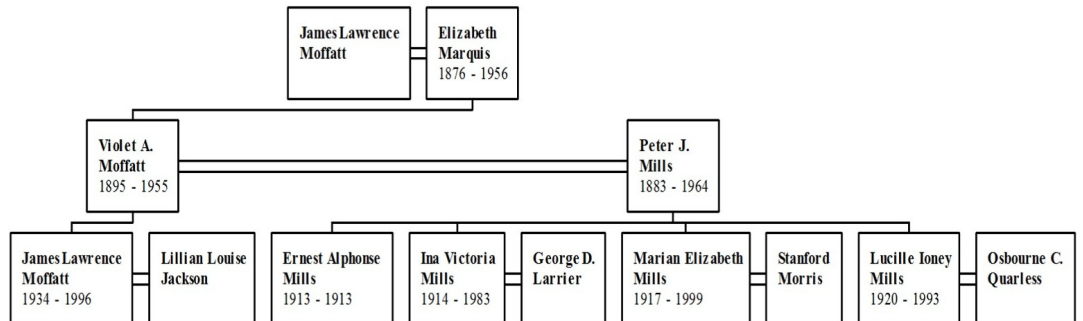 James Lawrence
Moffatt
Elizabeth
Marquis
1876 - 1956
Violet A.
Moffatt
1895 - 1955
Peter J.
Mills
1883 - 1964
James Lawrence
Moffatt
1934 - 1996
Lillian Louise
Jackson
Ernest Alphonse
Mills
1913 - 1913
Ina Victoria
Mills
1914 - 1983
George D.
Larrier
Marian Elizabeth
Mills
1917 - 1999
Stanford
Morris
Lucille Ioney
Mills
1920 - 1993
Osbourne C.
Quarless